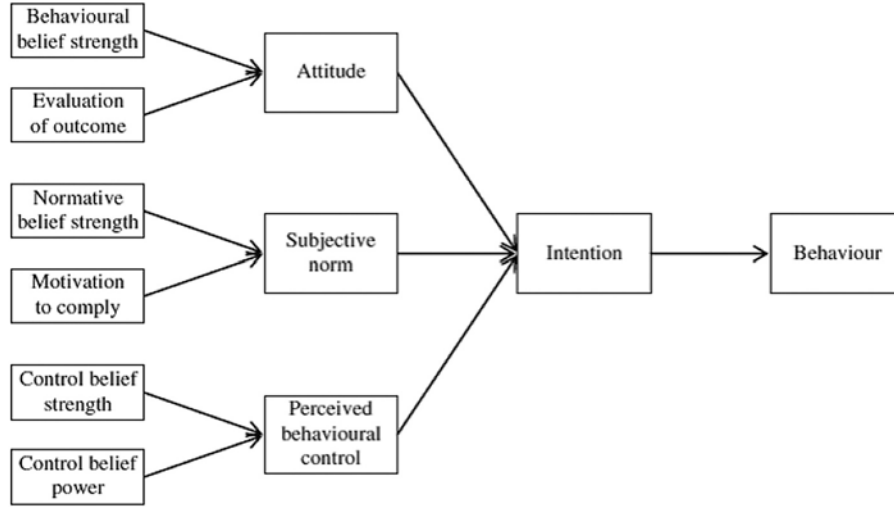 Behavioural
belief strength
Evaluation
of outcome
Attitude
Normative
belief strength
Motivation
to comply
Subjective
norm
Control belief
strength
Control belief
power
Perceived
behavioural
control
Intention
Behaviour